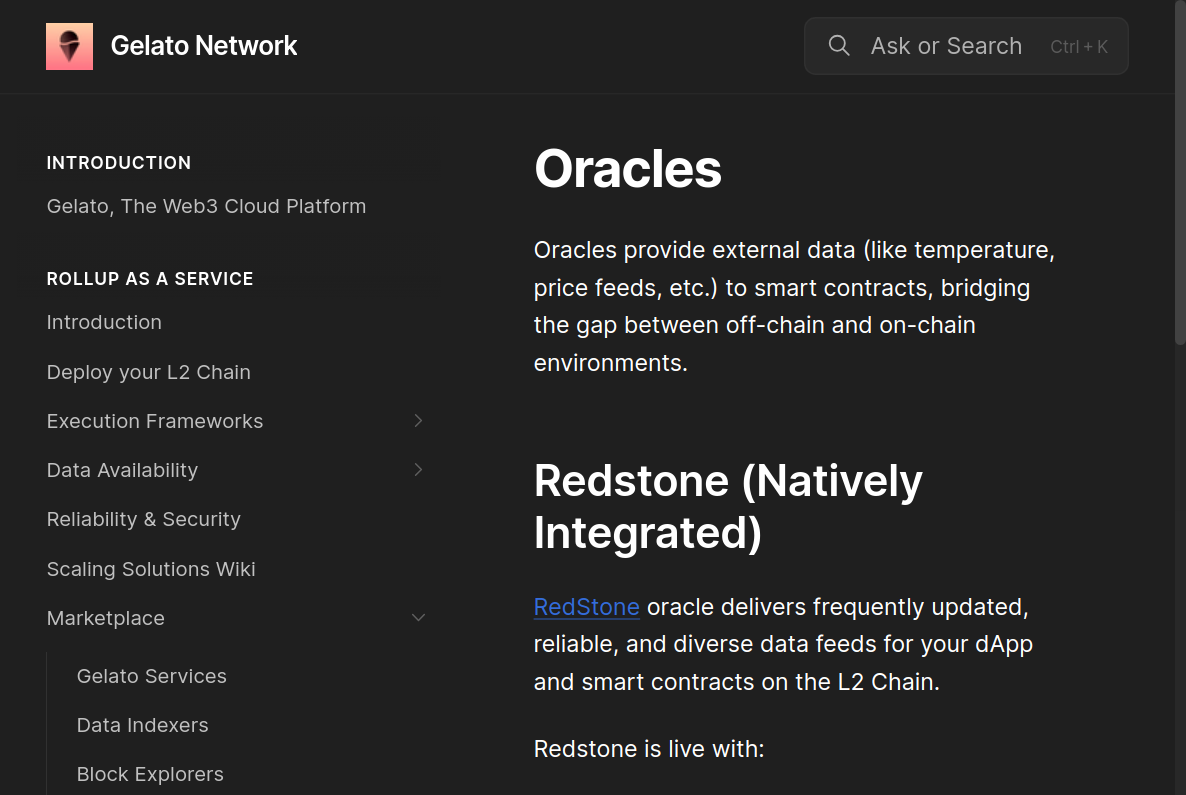 Gelato Network
Ask or Search Ctrl + K
INTRODUCTION
Gelato, The Web3 Cloud Platform
ROLLUP AS A SERVICE
Introduction
Deploy your L2 Chain
Execution Frameworks
Data Availability
Reliability & Security
Scaling Solutions Wiki
Marketplace
Gelato Services
Data Indexers
Block Explorers
Oracles
Oracles provide external data (like temperature,
price feeds, etc.) to smart contracts, bridging
the gap between off-chain and on-chain
environments.
Redstone (Natively
Integrated)
RedStone oracle delivers frequently updated,
reliable, and diverse data feeds for your dApp
and smart contracts on the L2 Chain.
Redstone is live with: